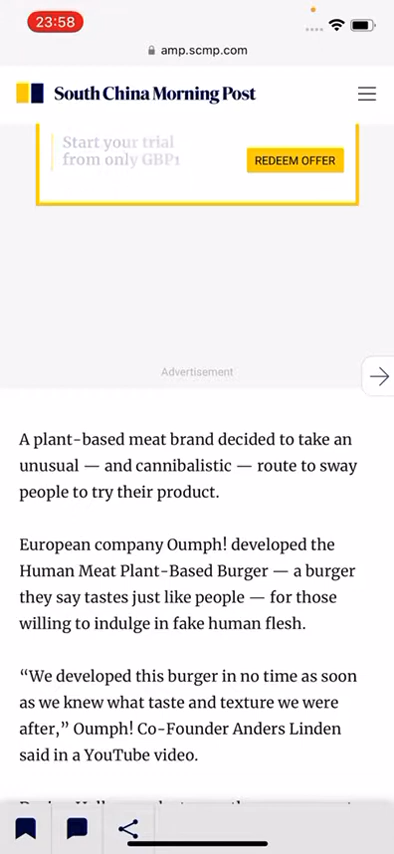 23:58
amp.scmp.com
South China Morning Post
Start your trial
from only GBP1
REDEEM OFFER
Advertisement
A plant-based meat brand decided to take an
unusual — and cannibalistic — route to sway
people to try their product.
European company Oumph! developed the
Human Meat Plant-Based Burger — a burger
they say tastes just like people — for those
willing to indulge in fake human flesh.
“We developed this burger in no time as soon
as we knew what taste and texture we were
after,” Oumph! Co-Founder Anders Linden
said in a YouTube video.